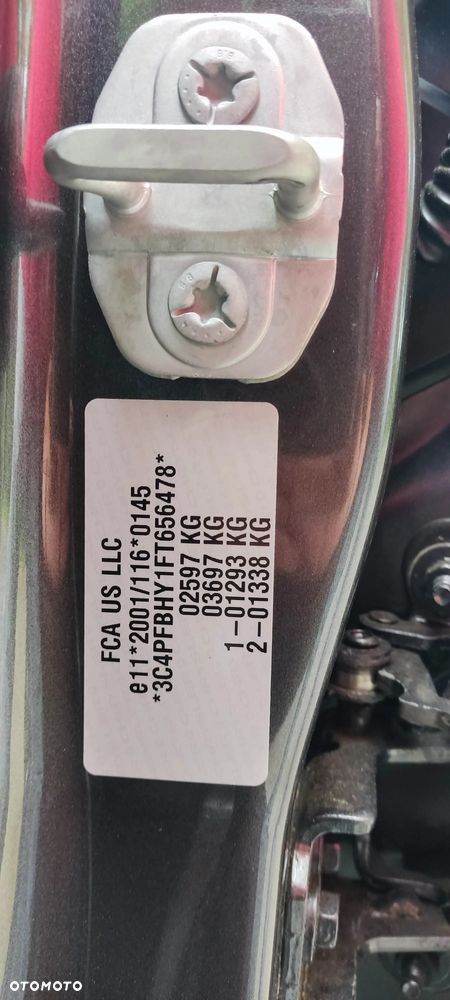 FCA US LLC
e11*2001/116*0145
*3C4PFBHY1FT656478*
02597 KG
03697 KG
1-01293 KG
2-01338 KG
OTOMOTO